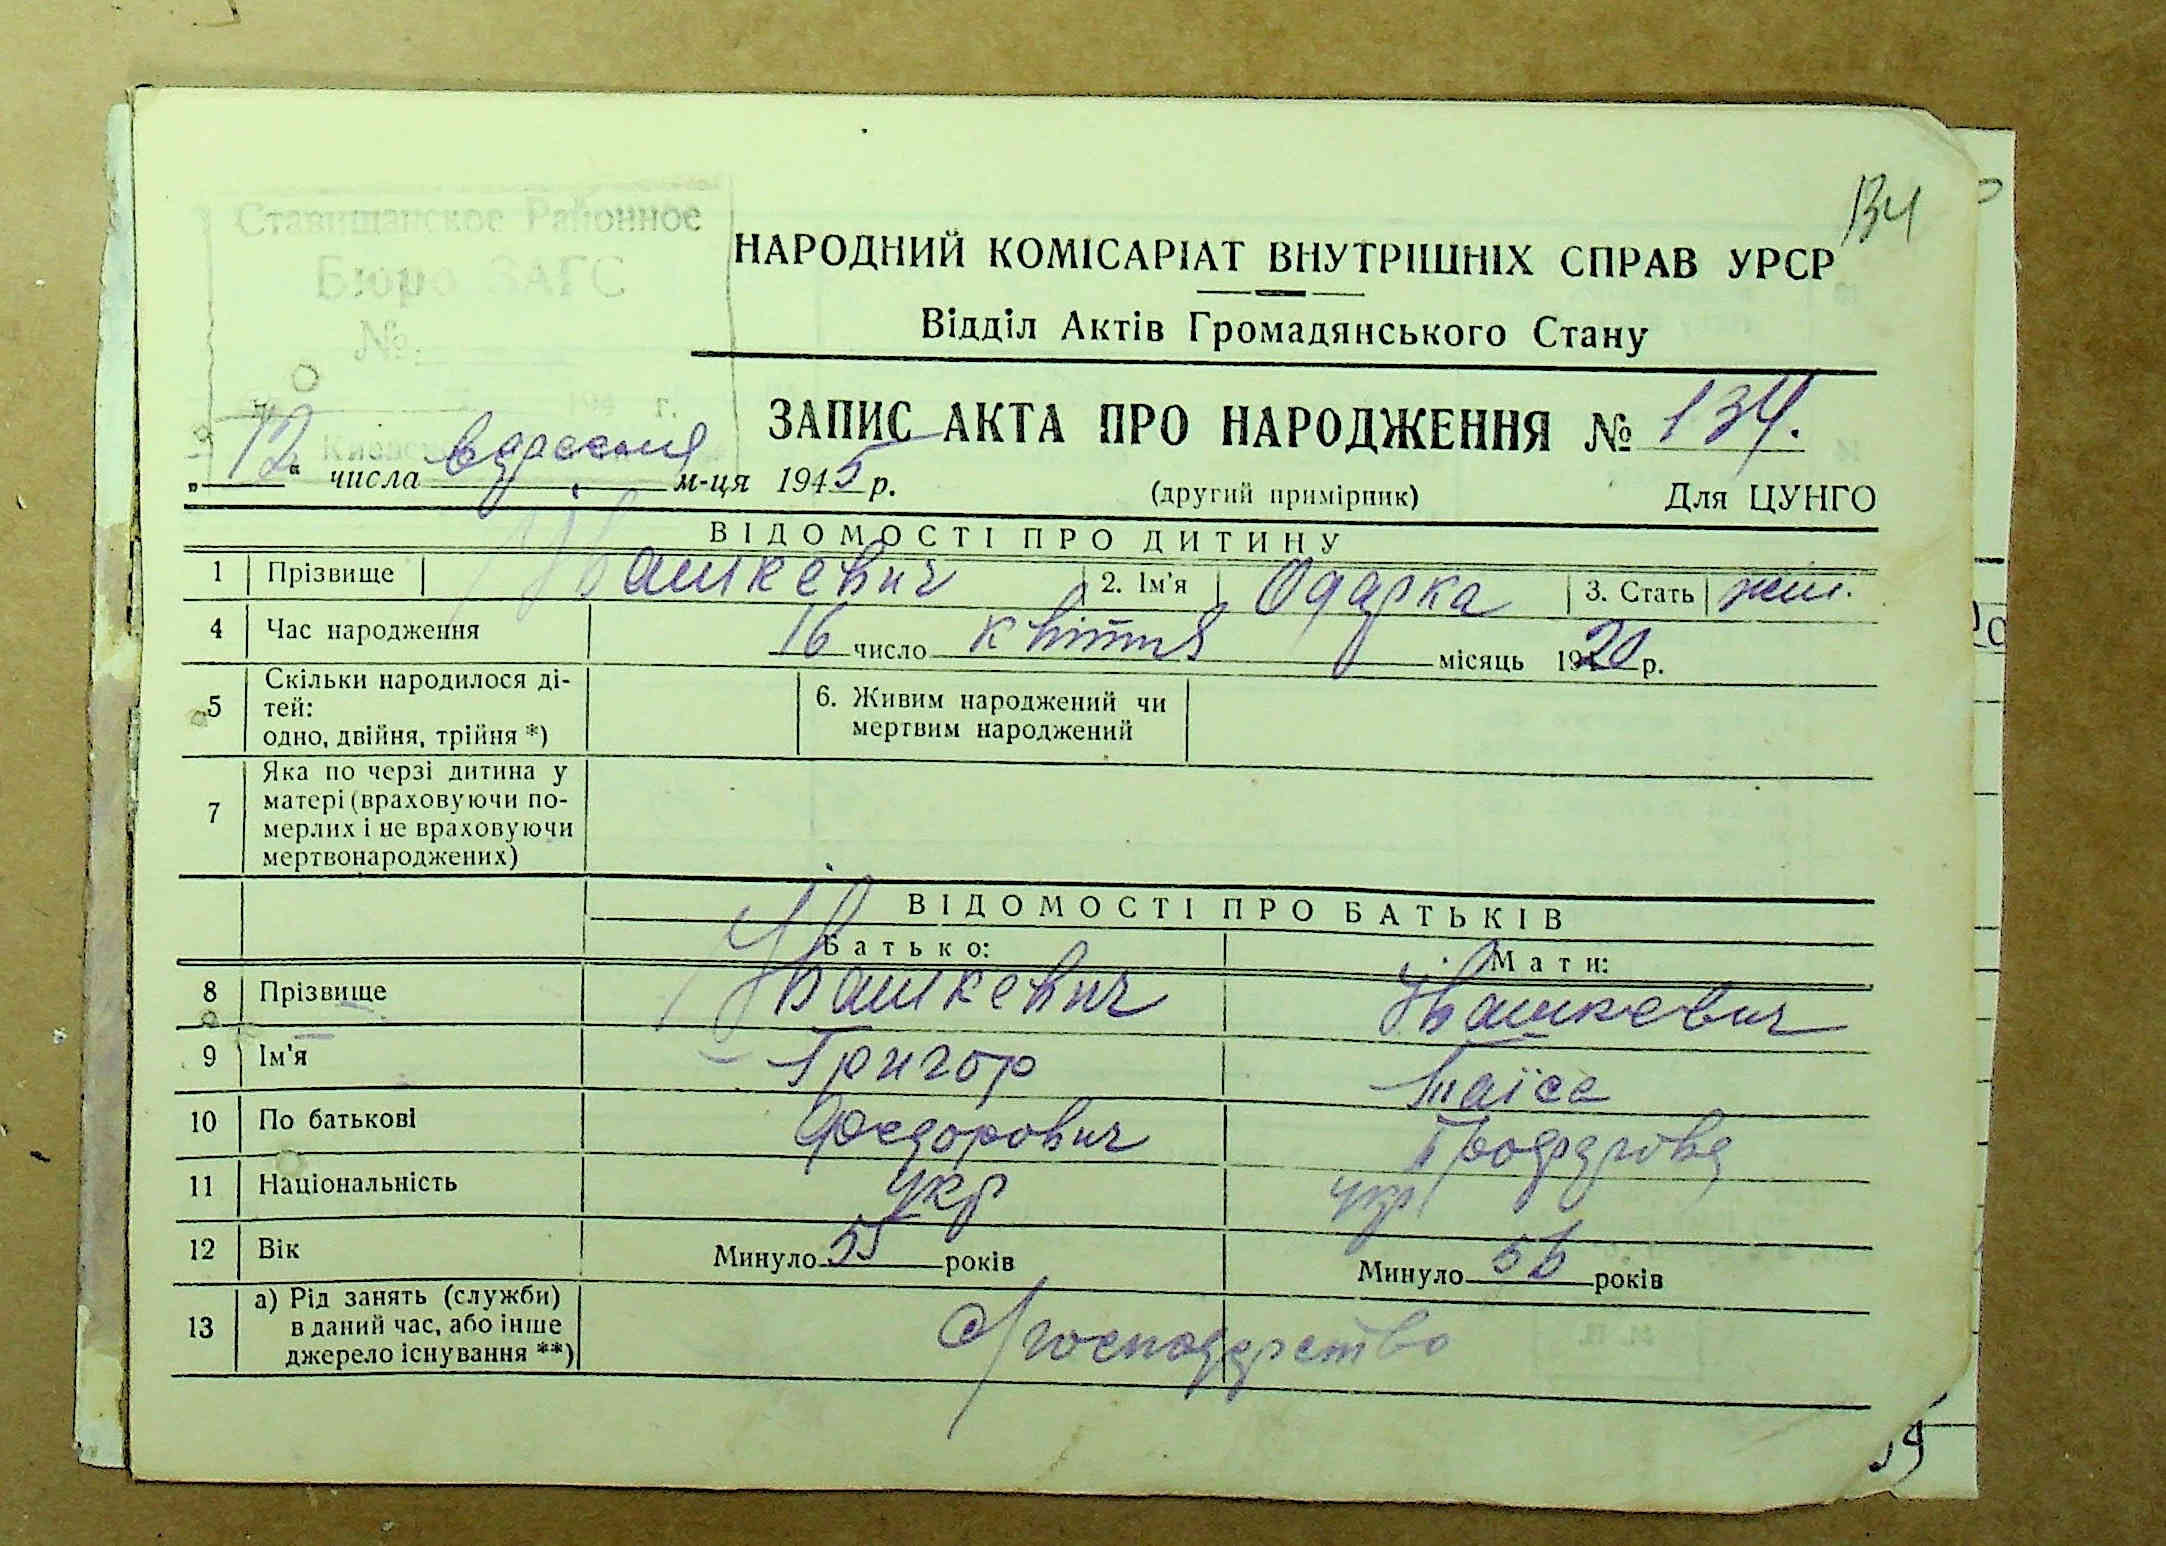 134
Ставищанское Районное
Бюро ЗАГС
№
194 г.
НАРОДНИЙ КОМІСАРІАТ ВНУТРІШНІХ СПРАВ УРСР
Відділ Актів Громадянського Стану
ЗАПИС АКТА ПРО НАРОДЖЕННЯ № 134.
„12“ числа вересня м-ця 1945 р.
(другий примірник)
Для ЦУНГО
ВІДОМОСТІ ПРО ДИТИНУ
1 Прізвище Івашкевич 2. Ім'я Одарка 3. Стать жін.
4 Час народження 16 число квітня місяць 1920 р.
5 Скільки народилося ді-
тей:
одно, двійня, трійня *)
6. Живим народжений чи
мертвим народжений
7 Яка по черзі дитина у
матері (враховуючи по-
мерлих і не враховуючи
мертвонароджених)
ВІДОМОСТІ ПРО БАТЬКІВ
Батько: Мати:
8 Прізвище Івашкевич Івашкевич
9 Ім'я Григор Таїса
10 По батькові Федорович
11 Національність укр укр
12 Вік Минуло 55 років Минуло 56 років
13 а) Рід занять (служби)
в даний час, або інше
джерело існування **)
С/господарство